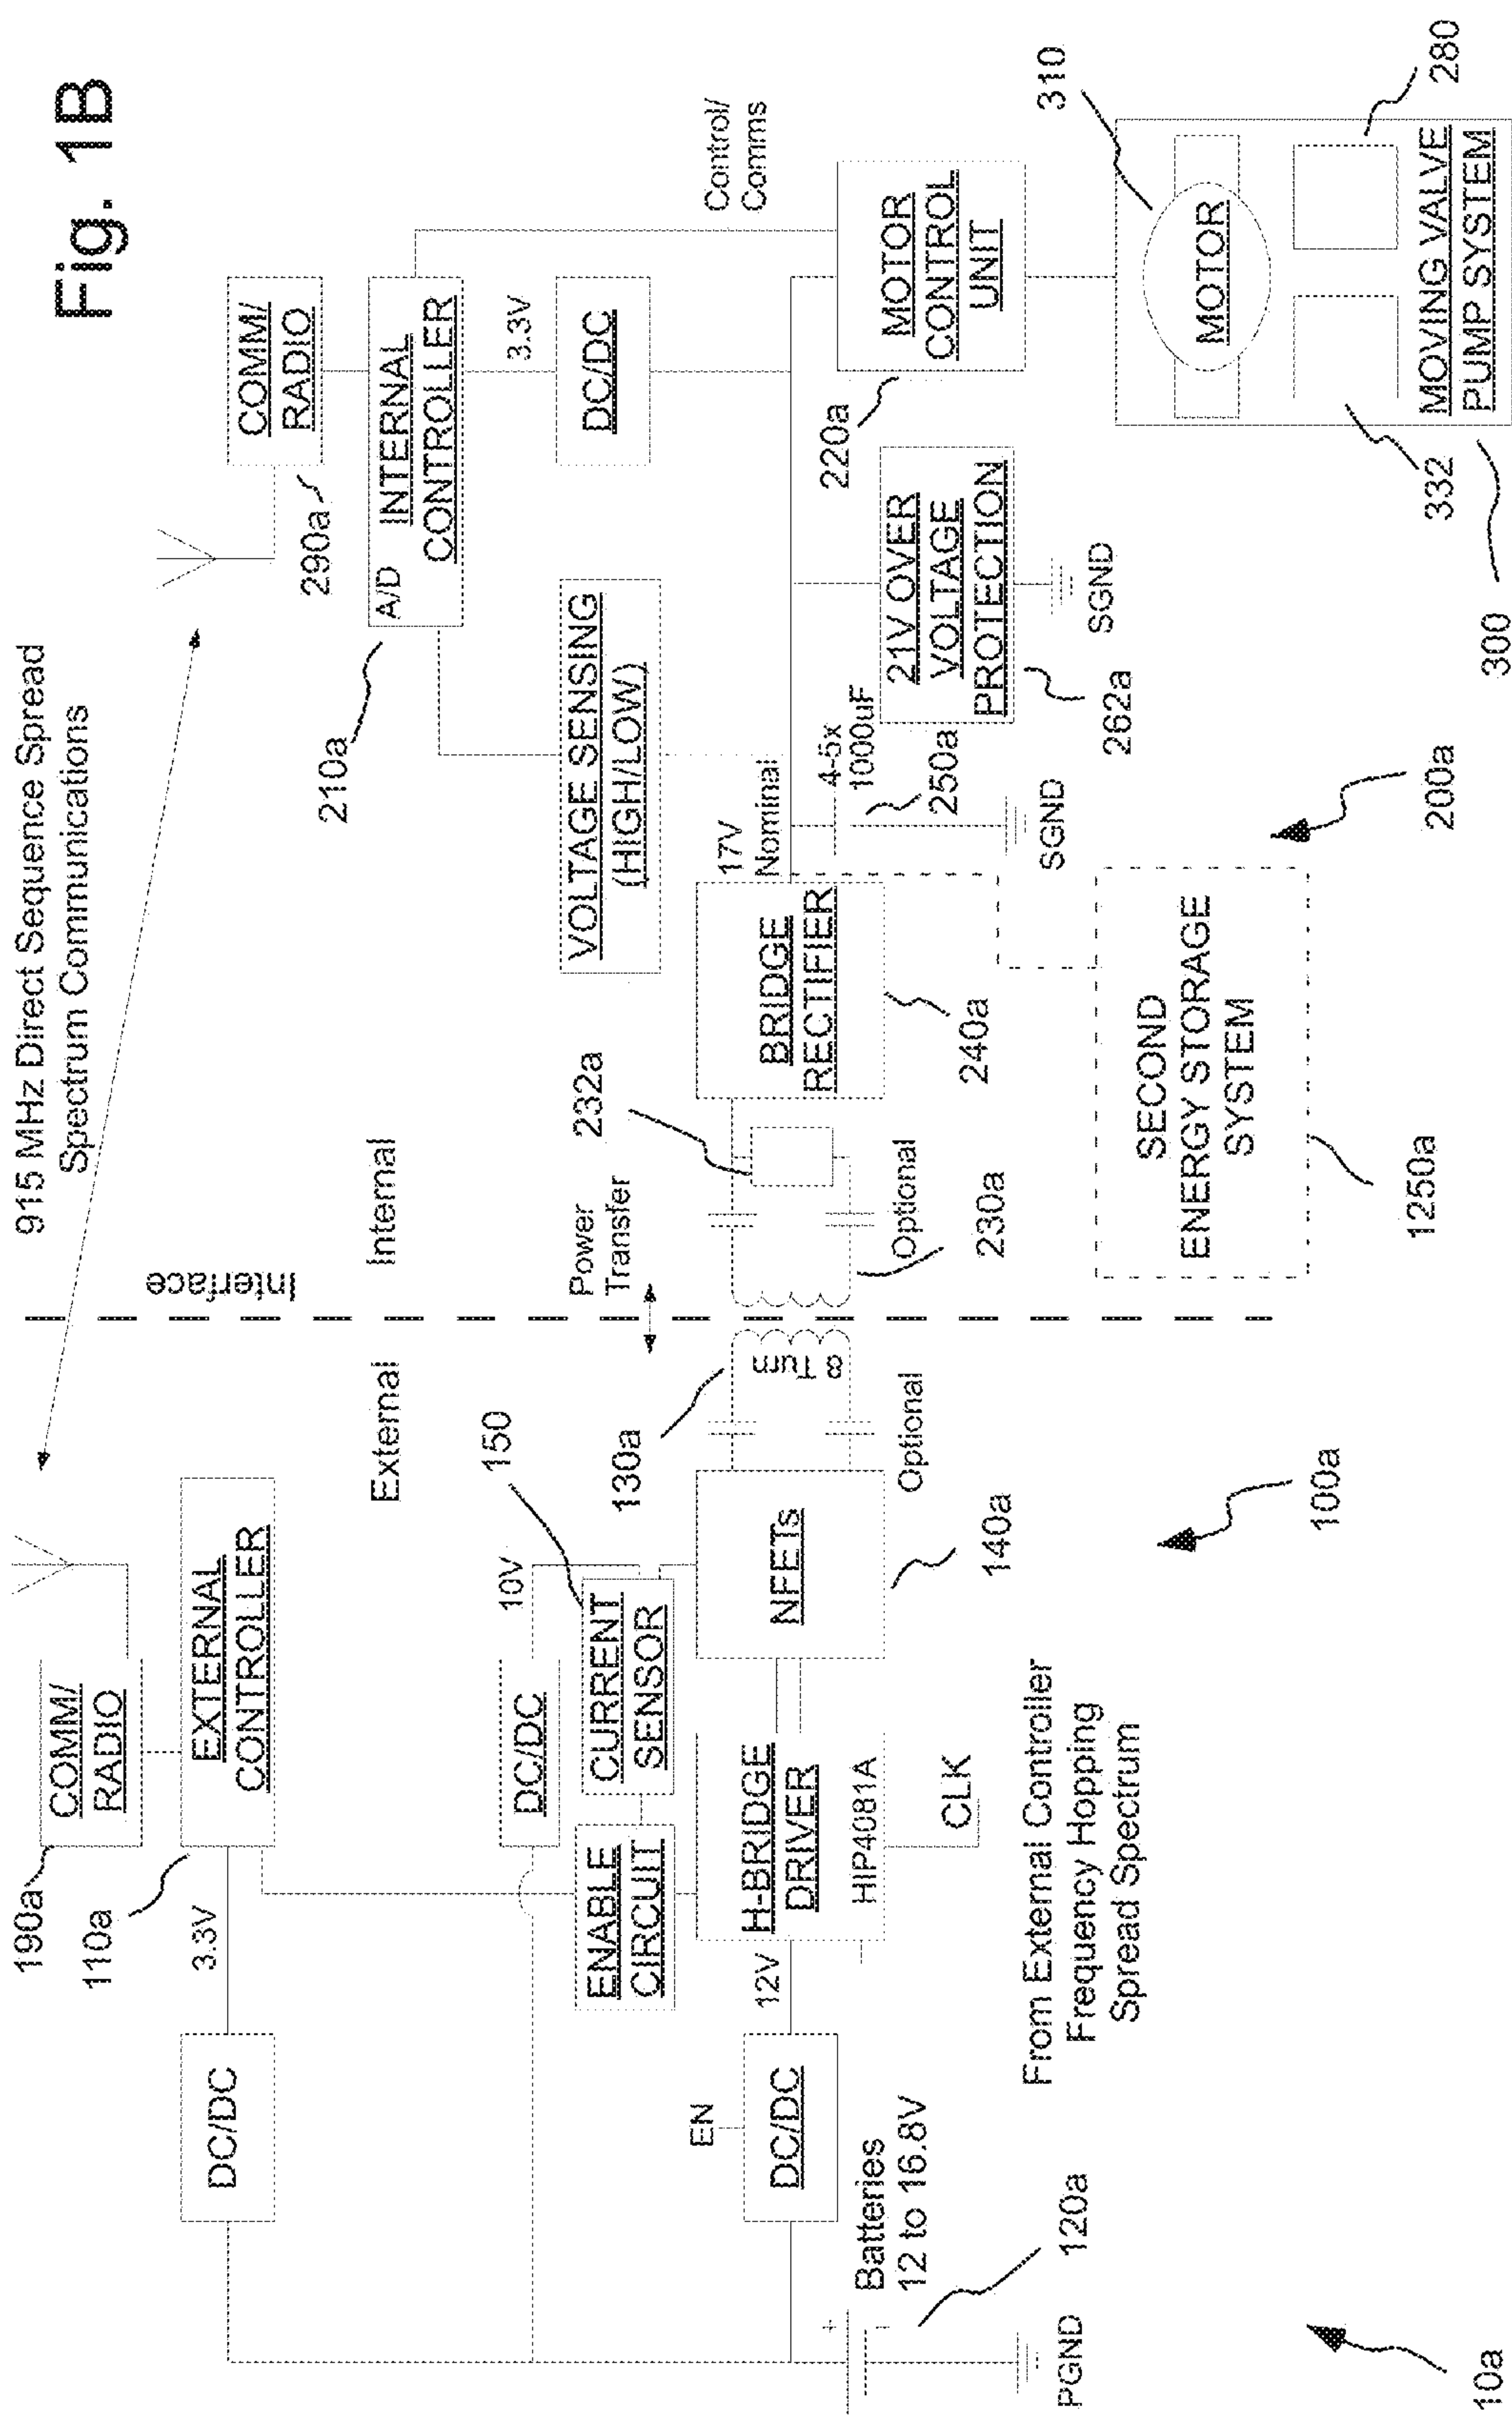 Fig. 1B
915 MHz Direct Sequence Spread
Spectrum Communications
190a
COMM/
RADIO
110a
EXTERNAL
CONTROLLER
3.3V
DC/DC
External
Interface
Internal
COMM/
RADIO
290a
A/D
INTERNAL
CONTROLLER
210a
3.3V
DC/DC
VOLTAGE SENSING
(HIGH/LOW)
Control/
Comms
DC/DC
10V
150
CURRENT
SENSOR
ENABLE
CIRCUIT
Power
Transfer
130a
232a
EN
DC/DC
12V
H-BRIDGE
DRIVER
HIP4081A
CLK
NFETs
140a
8 Turn
Optional
Optional
230a
BRIDGE
RECTIFIER
240a
17V
Nominal
4-5x
1000uF
250a
SGND
21V OVER
VOLTAGE
PROTECTION
262a
SGND
MOTOR
CONTROL
UNIT
220a
Batteries
12 to 16.8V
+
-
120a
PGND
From External Controller
Frequency Hopping
Spread Spectrum
SECOND
ENERGY STORAGE
SYSTEM
1250a
310
MOTOR
332
280
MOVING VALVE
PUMP SYSTEM
300
10a
100a
200a